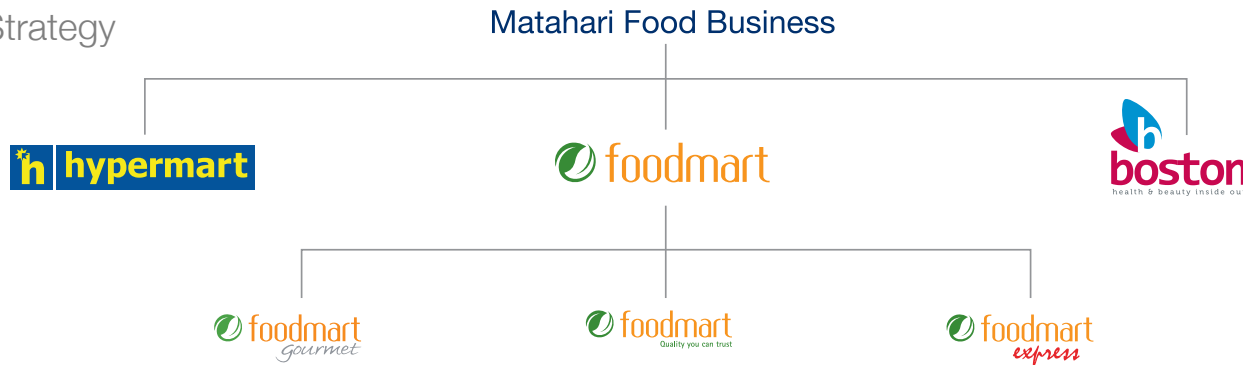 Strategy
Matahari Food Business
h hypermart
foodmart
b
boston
health & beauty inside ou
foodmart
gourmet
foodmart
Quality you can trust
foodmart
express